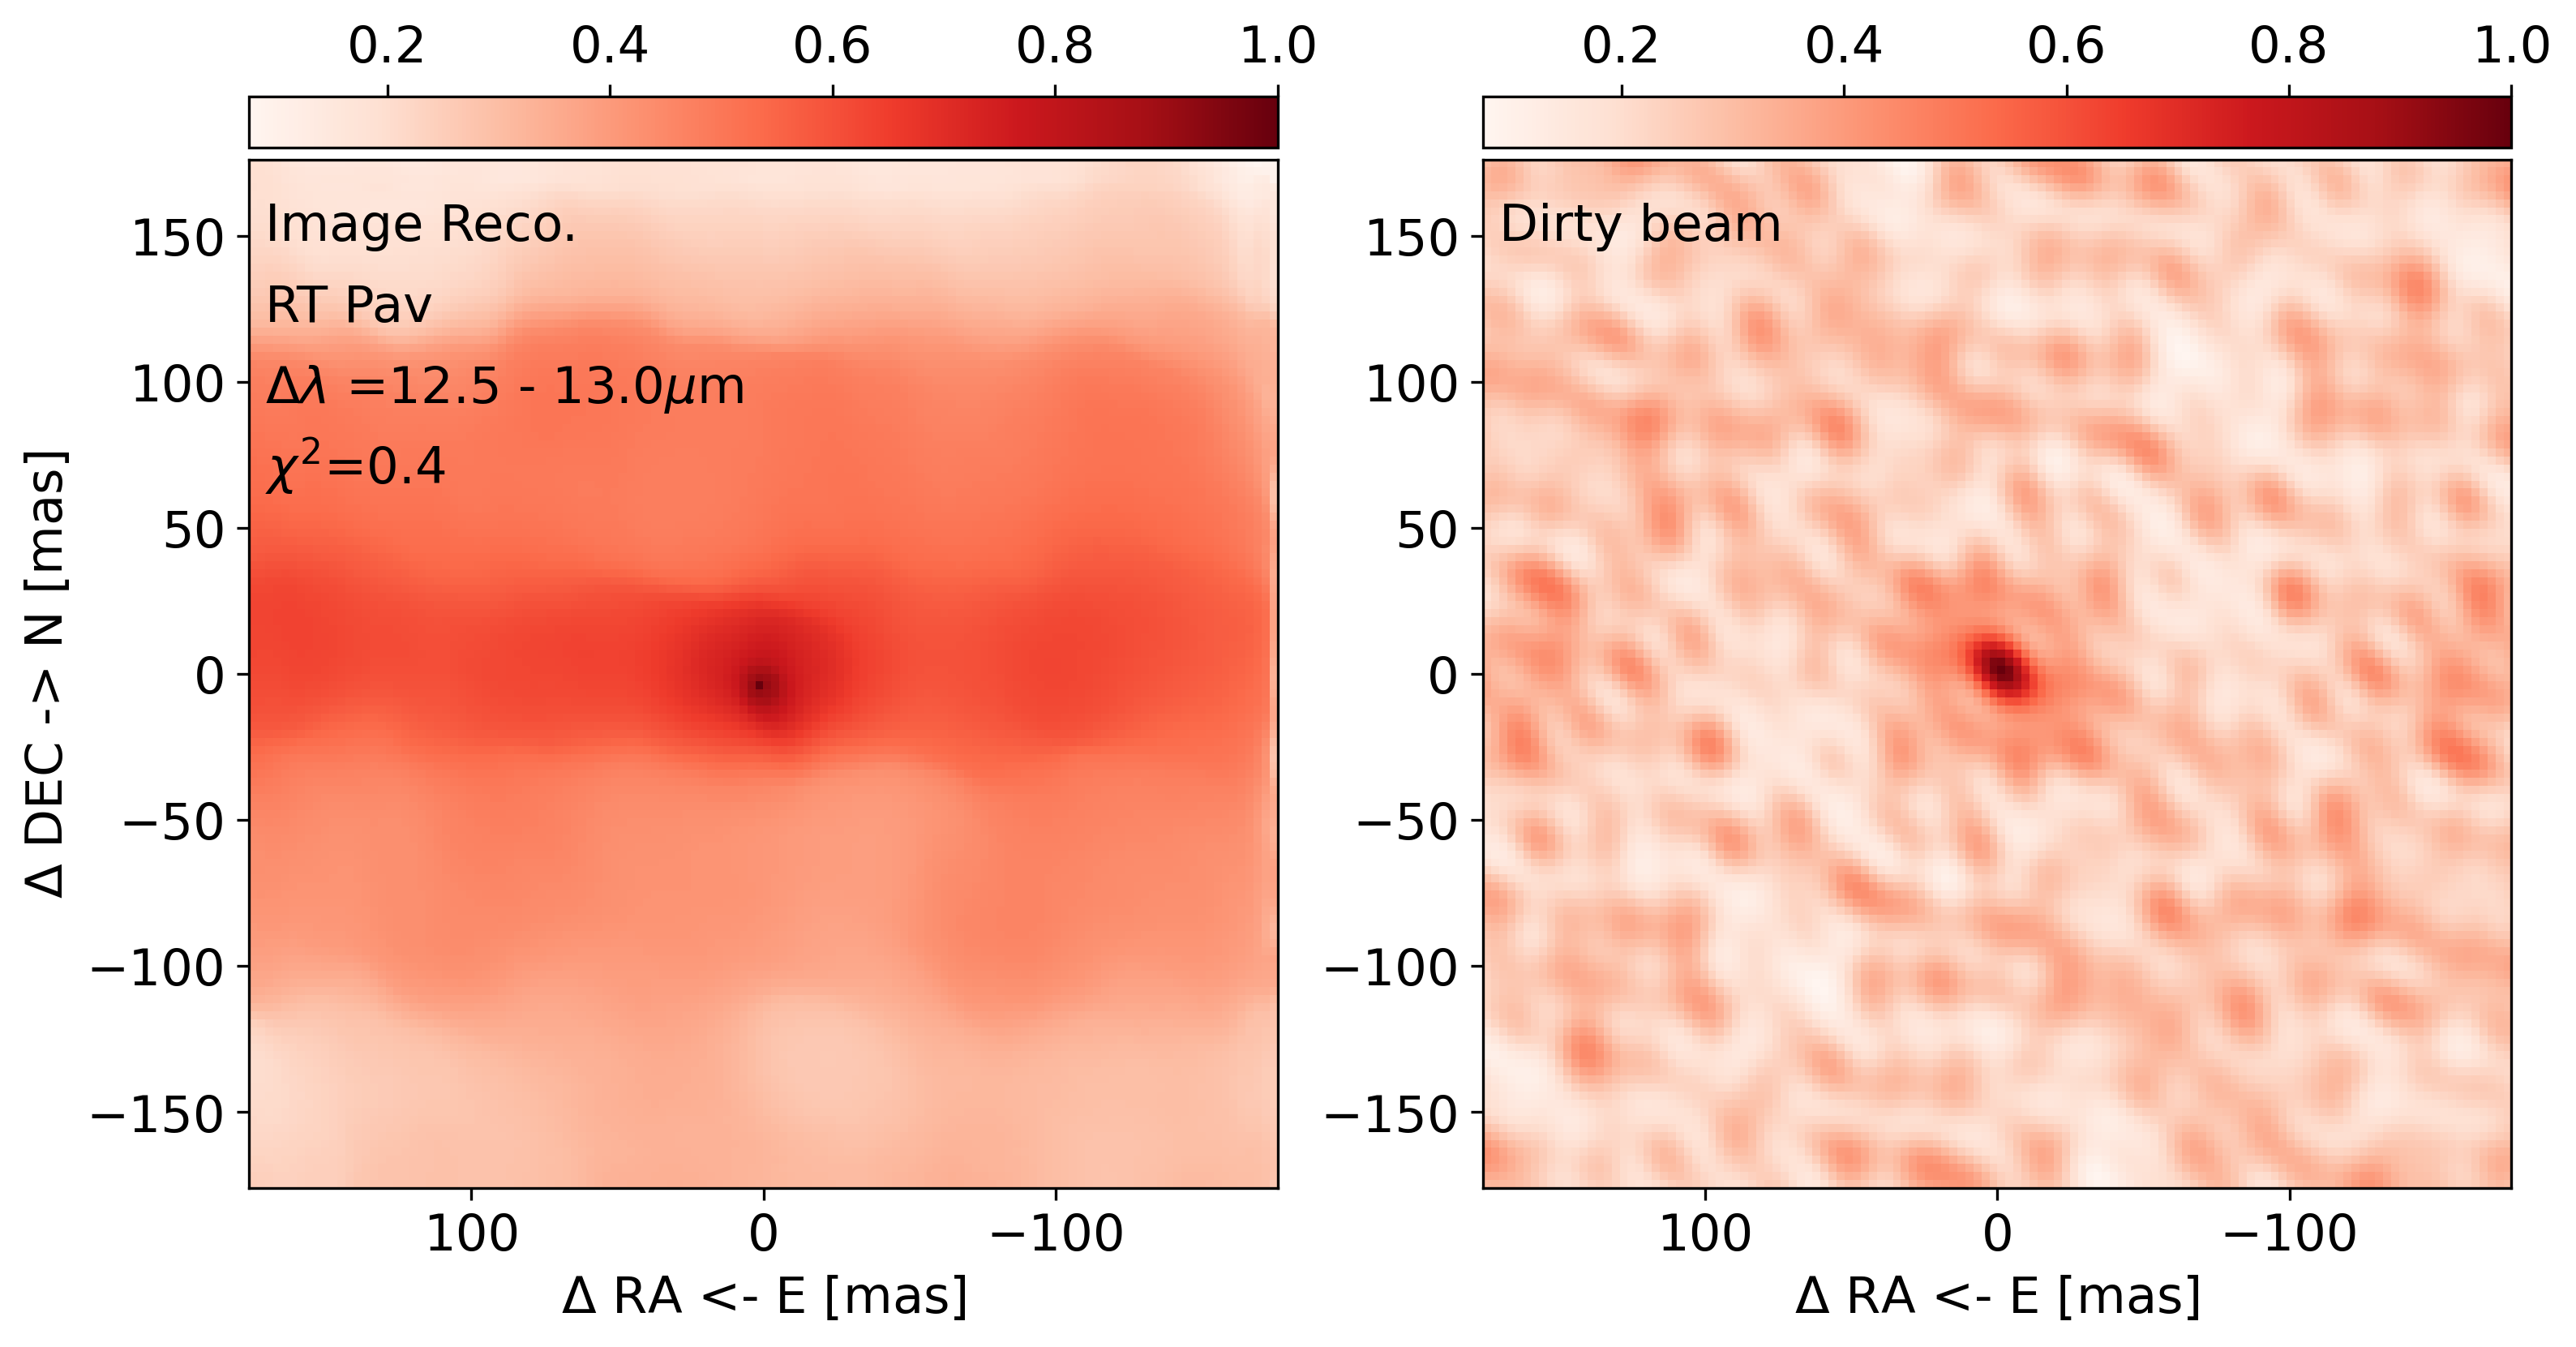 0.2 0.4 0.6 0.8 1.0
0.2 0.4 0.6 0.8 1.0
Image Reco.
RT Pav
Δλ =12.5 - 13.0μm
χ²=0.4
Dirty beam
150
100
50
0
−50
−100
−150
Δ DEC -> N [mas]
100 0 −100
Δ RA <- E [mas]
150
100
50
0
−50
−100
−150
100 0 −100
Δ RA <- E [mas]